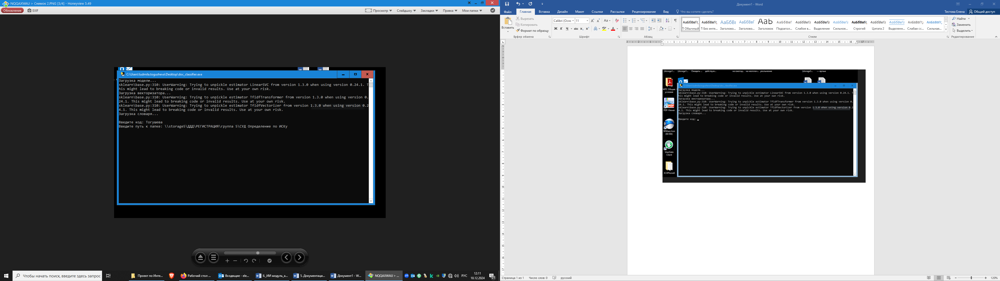 NQQAXWAU > Снимок 2.PNG [3/4] - Honeyview 5.49
Обновление EXIF Просмотр Слайдшоу Закладки Правка Мои папки
C:\Users\ludmila.togusheva\Desktop\doc_classifier.exe
Загрузка модели...
sklearn\base.py:310: UserWarning: Trying to unpickle estimator LinearSVC from version 1.3.0 when using version 0.24.1. T
his might lead to breaking code or invalid results. Use at your own risk.
Загрузка векторизатора...
sklearn\base.py:310: UserWarning: Trying to unpickle estimator TfidfTransformer from version 1.3.0 when using version 0.
24.1. This might lead to breaking code or invalid results. Use at your own risk.
sklearn\base.py:310: UserWarning: Trying to unpickle estimator TfidfVectorizer from version 1.3.0 when using version 0.2
4.1. This might lead to breaking code or invalid results. Use at your own risk.
Загрузка словаря...
Введите код: Тогушева
Введите путь к папке: \\storage5\ДДД\РЕГИСТРАЦИЯ\группа 5\СУД Определение по ИСКу
Чтобы начать поиск, введите здесь запрос
Проект по Инте...
Рабочий стол ...
Входящие - ele...
IL_ИИ модуль_a...
5. Документаци...
Документ1 - W...
NQQAXWAU > ...
РУС
12:11
10.12.2024
21
Документ1 - Word
Файл Главная Вставка Дизайн Макет Ссылки Рассылки Рецензирование Вид Что вы хотите сделать? Тестова Елена Общий доступ
Вставить
Вырезать
Копировать
Формат по образцу
Буфер обмена
Calibri (Осно 11
Ж К Ч abc x₂ x²
Шрифт
Абзац
АаБбВвГг, АаБбВвГг, АаБбВі АаБбВвГ АаЬ АаБбВвГ АаБбВвГг АаБбВвГг АаБбВвГг АаБбВвГг, АаБбВвГг АаБбВвГг ААБбВвГг, ААБбВвГг,
¶ Обычный ¶ Без инте... Заголово... Заголово... Заголовок Подзагол... Слабое в... Выделение Сильное... Строгий Цитата 2 Выделенн... Слабая сс... Сильная...
Стили
Найти
Заменить
Выделить
Редактирование
(storage1... (storage1... Ожидать ... действую... на ежегод... на неоплач... увольнение (storage5... — ярлык
МТС Общие
условия
PDF-Viewer
SRWare Iron
(64-Bit)
UserGate
Client
3CXPhone6
C:\Users\ludmila.togusheva\Desktop\doc_classifier.exe
Загрузка модели...
sklearn\base.py:310: UserWarning: Trying to unpickle estimator LinearSVC from version 1.3.0 when using version 0.24.1. T
his might lead to breaking code or invalid results. Use at your own risk.
Загрузка векторизатора...
sklearn\base.py:310: UserWarning: Trying to unpickle estimator TfidfTransformer from version 1.3.0 when using version 0.
24.1. This might lead to breaking code or invalid results. Use at your own risk.
sklearn\base.py:310: UserWarning: Trying to unpickle estimator TfidfVectorizer from version 1.3.0 when using version 0.2
4.1. This might lead to breaking code or invalid results. Use at your own risk.
Загрузка словаря...
Введите код:
Страница 1 из 1 Число слов: 0 русский 120%